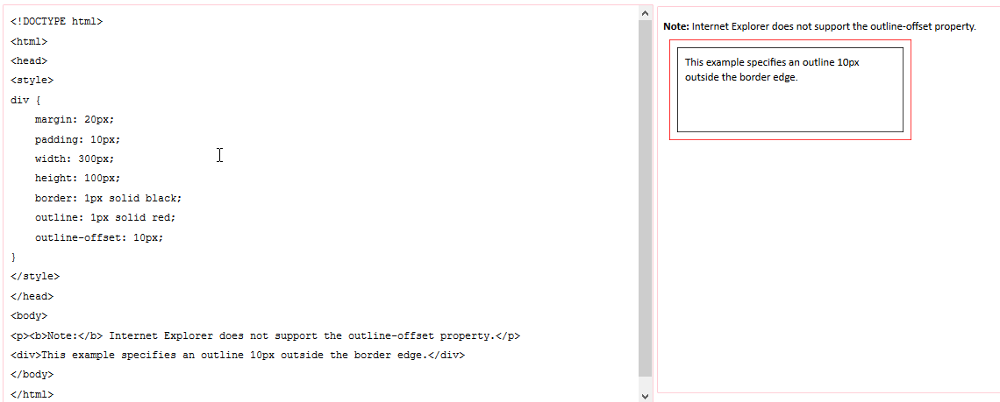 <!DOCTYPE html>
<html>
<head>
<style>
div {
    margin: 20px;
    padding: 10px;
    width: 300px;
    height: 100px;
    border: 1px solid black;
    outline: 1px solid red;
    outline-offset: 10px;
}
</style>
</head>
<body>
<p><b>Note:</b> Internet Explorer does not support the outline-offset property.</p>
<div>This example specifies an outline 10px outside the border edge.</div>
</body>
</html>
Note: Internet Explorer does not support the outline-offset property.
This example specifies an outline 10px
outside the border edge.